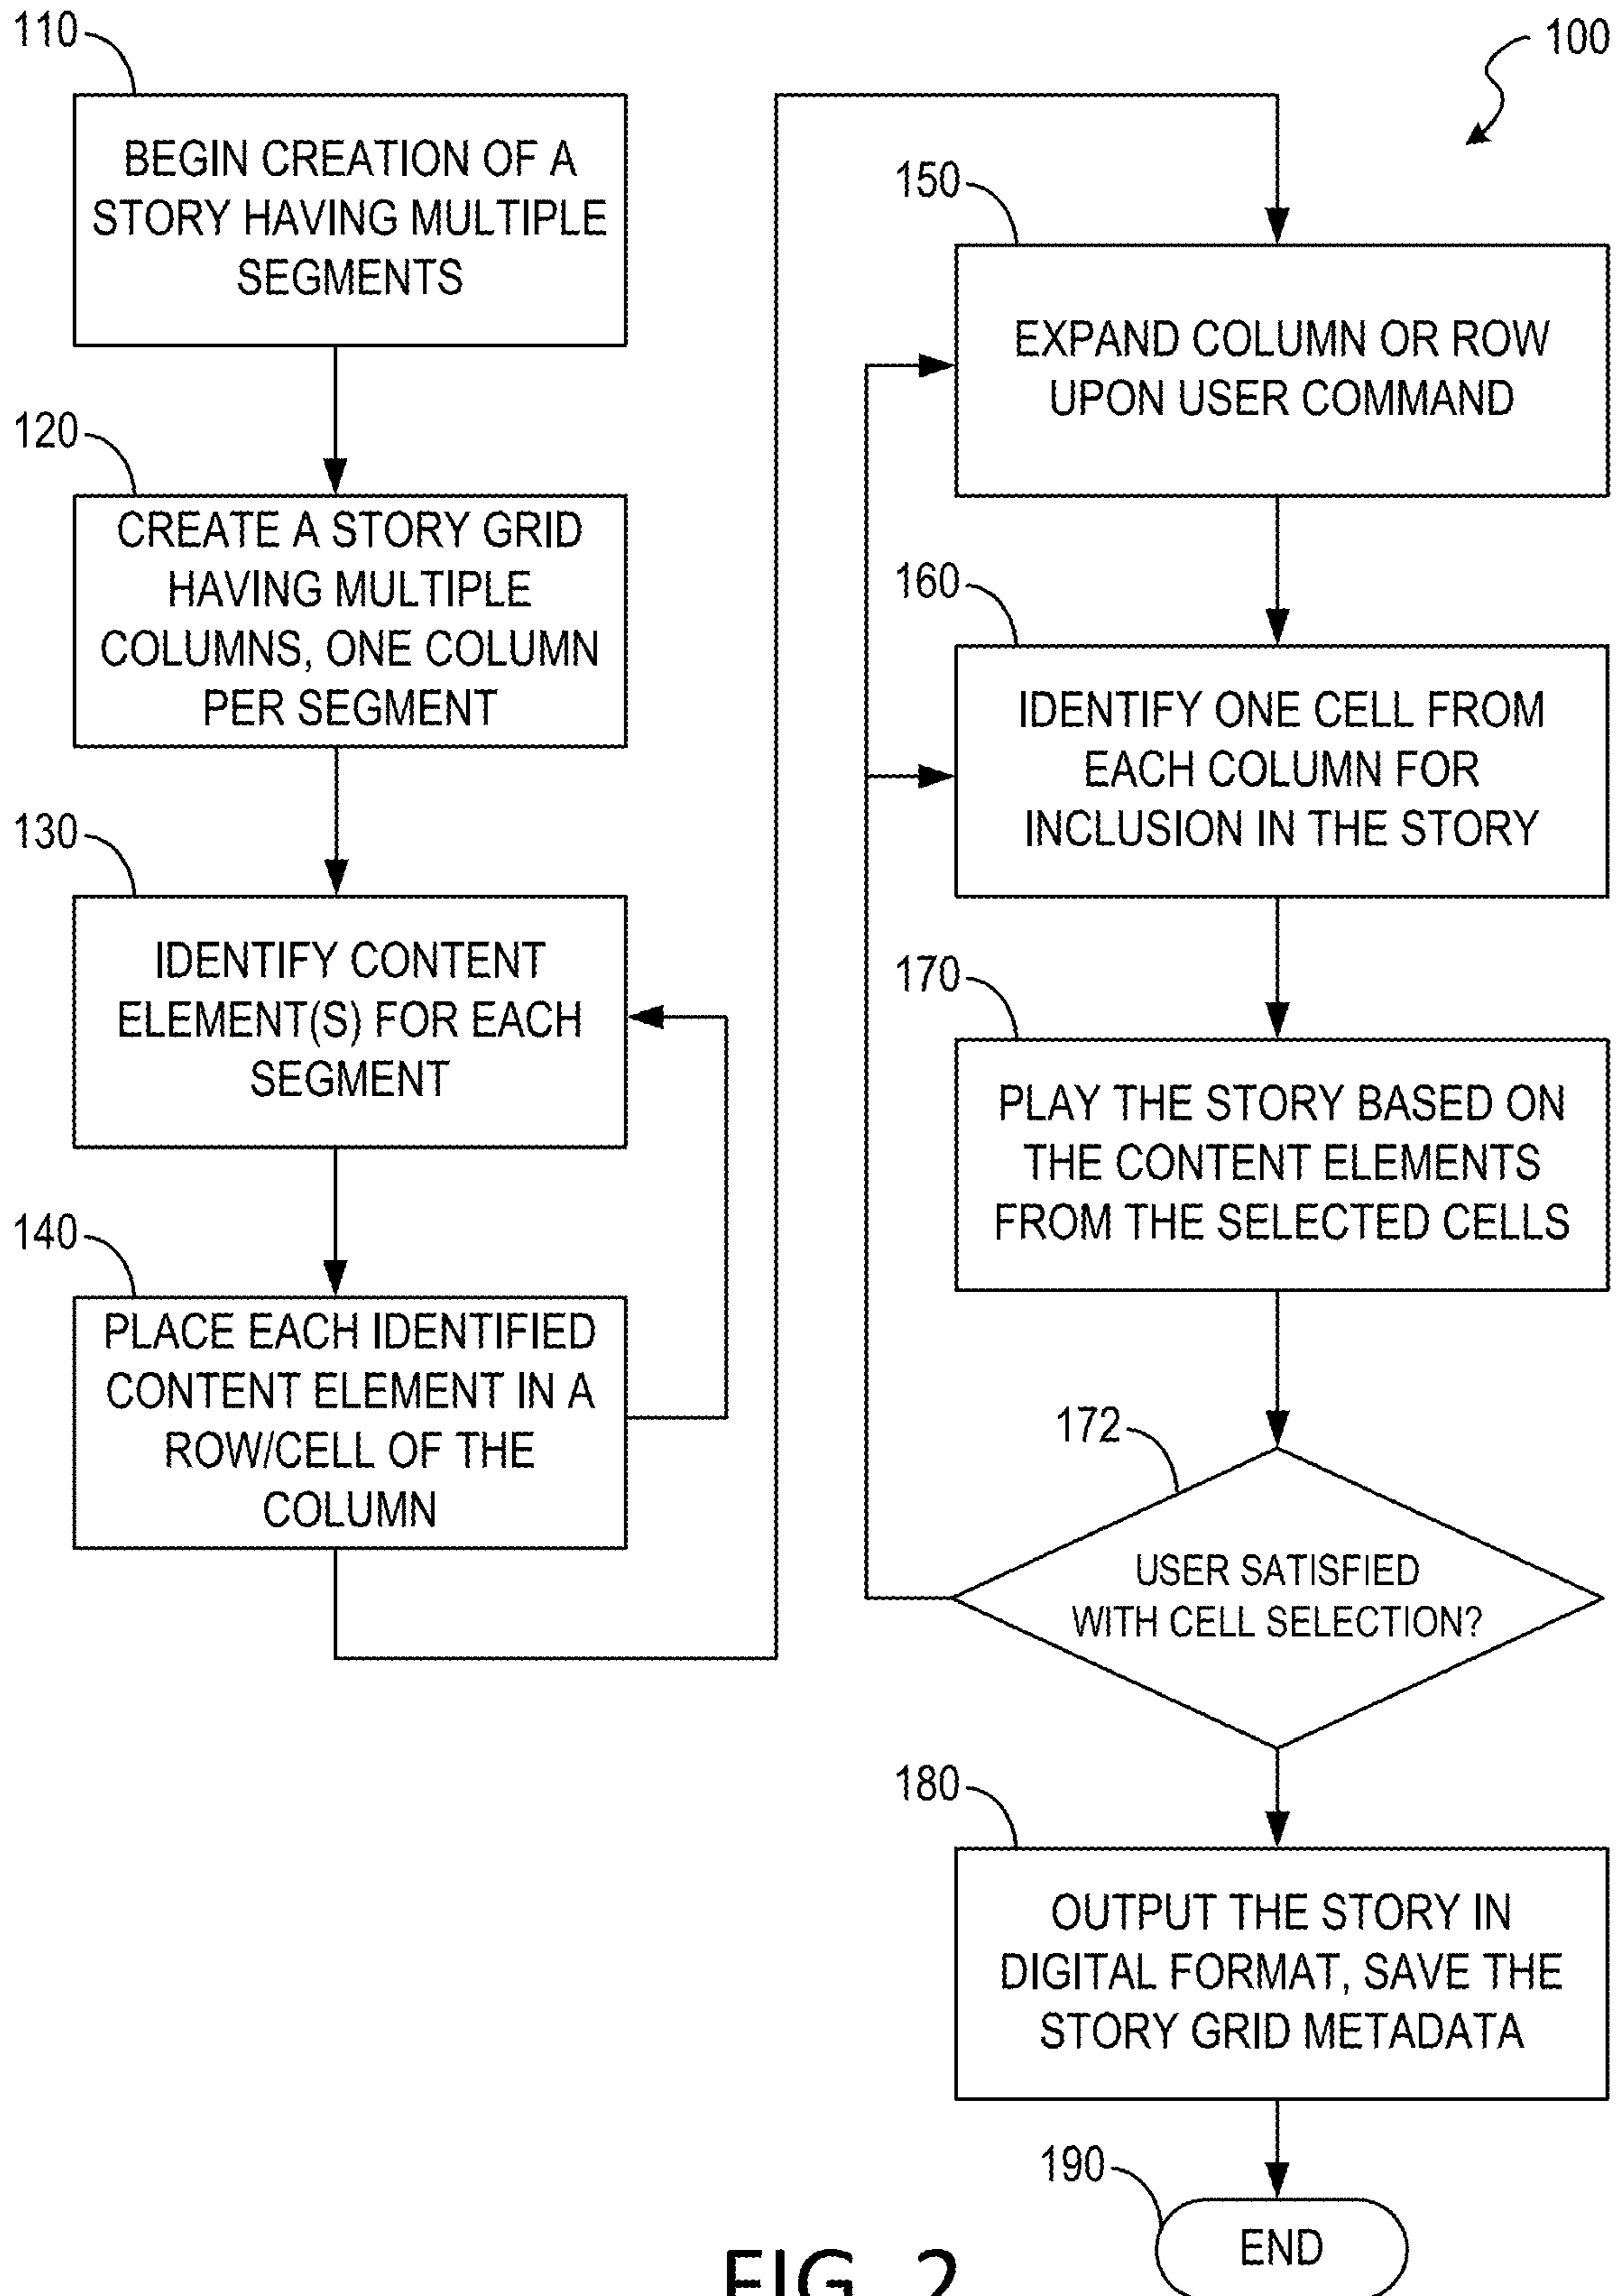 110
BEGIN CREATION OF A
STORY HAVING MULTIPLE
SEGMENTS
120
CREATE A STORY GRID
HAVING MULTIPLE
COLUMNS, ONE COLUMN
PER SEGMENT
130
IDENTIFY CONTENT
ELEMENT(S) FOR EACH
SEGMENT
140
PLACE EACH IDENTIFIED
CONTENT ELEMENT IN A
ROW/CELL OF THE
COLUMN
100
150
EXPAND COLUMN OR ROW
UPON USER COMMAND
160
IDENTIFY ONE CELL FROM
EACH COLUMN FOR
INCLUSION IN THE STORY
170
PLAY THE STORY BASED ON
THE CONTENT ELEMENTS
FROM THE SELECTED CELLS
172
USER SATISFIED
WITH CELL SELECTION?
180
OUTPUT THE STORY IN
DIGITAL FORMAT, SAVE THE
STORY GRID METADATA
190
END
FIG. 2